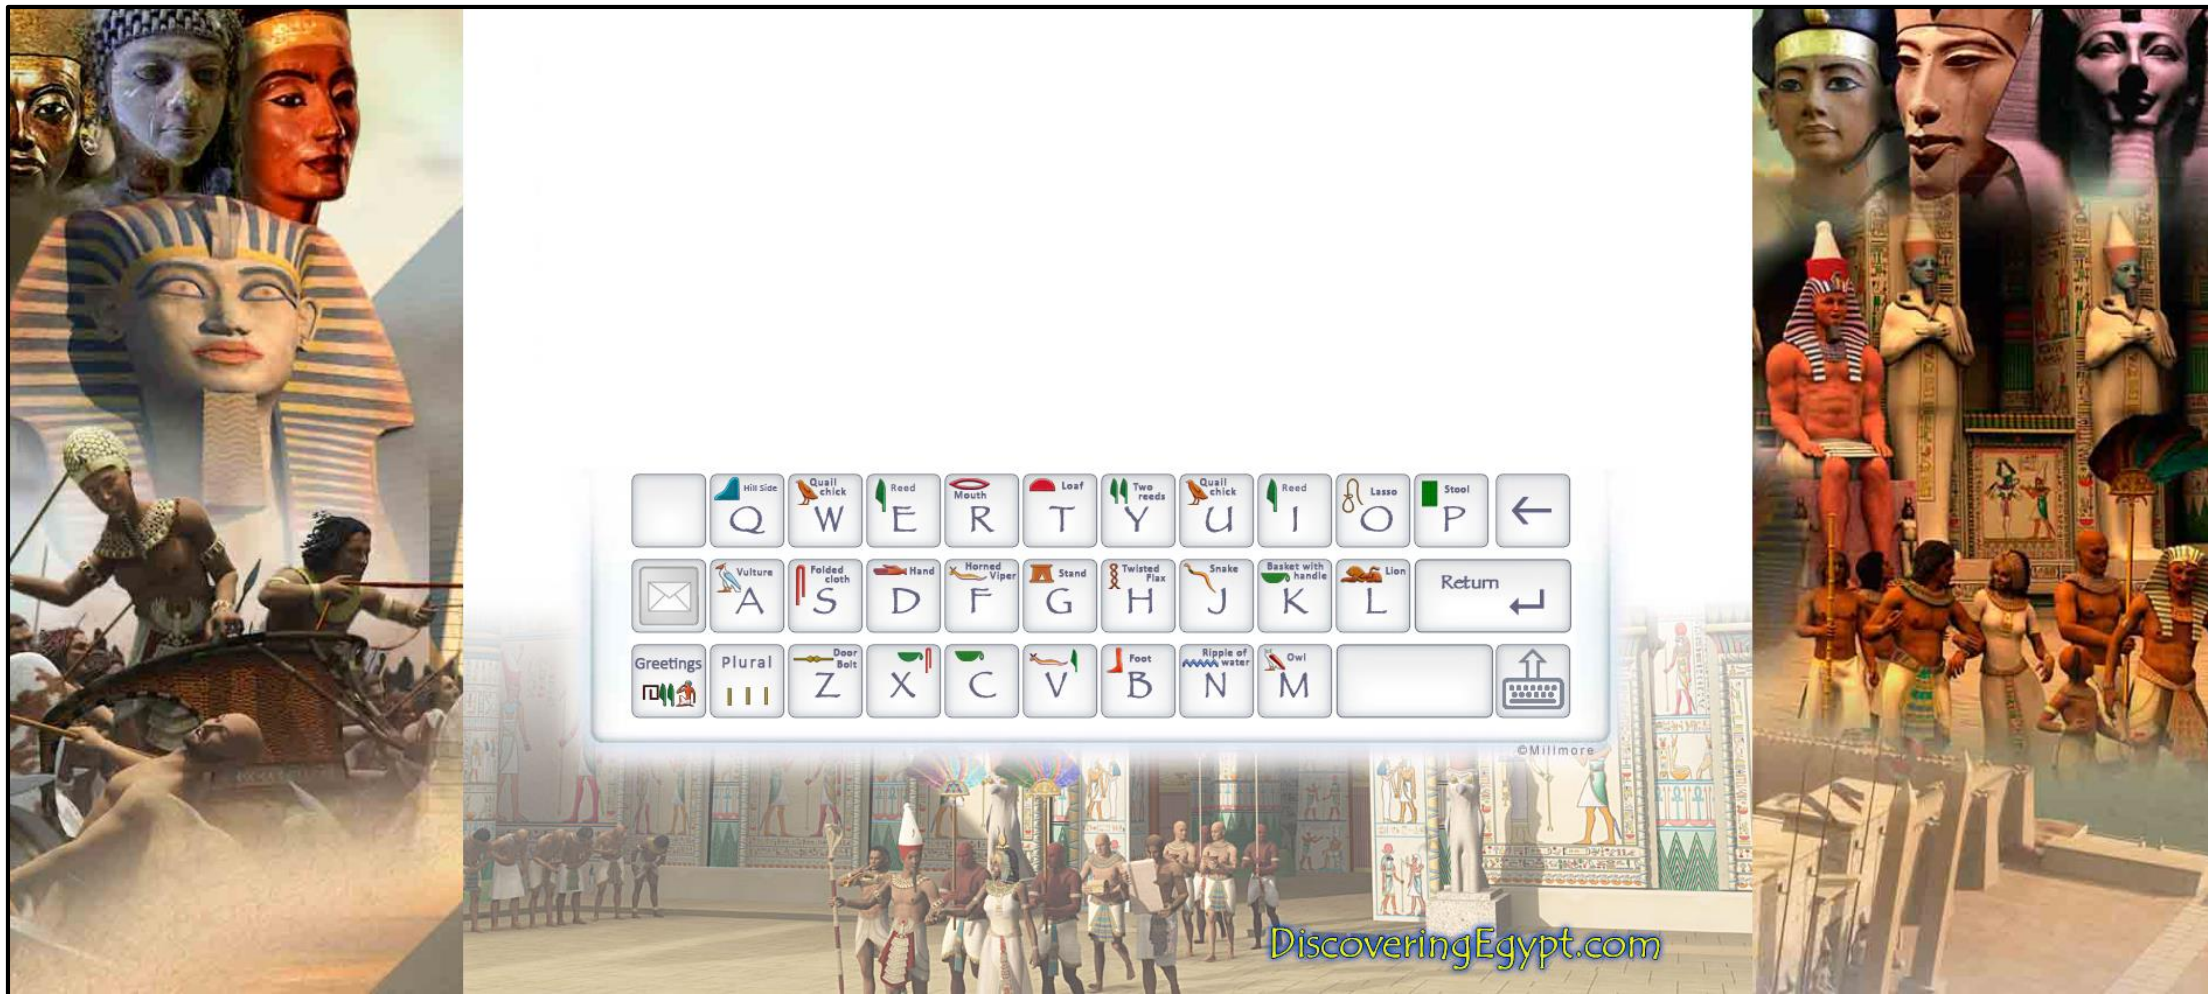 Hill Side Q
Quail chick W
Reed E
Mouth R
Loaf T
Two reeds Y
Quail chick U
Reed I
Lasso O
Stool P
Vulture A
Folded cloth S
Hand D
Horned Viper F
Stand G
Twisted Flax H
Snake J
Basket with handle K
Lion L
Return
Greetings
Plural
Door Bolt Z
X
C
V
Foot B
Ripple of water N
Owl M
©Millmore
DiscoveringEgypt.com